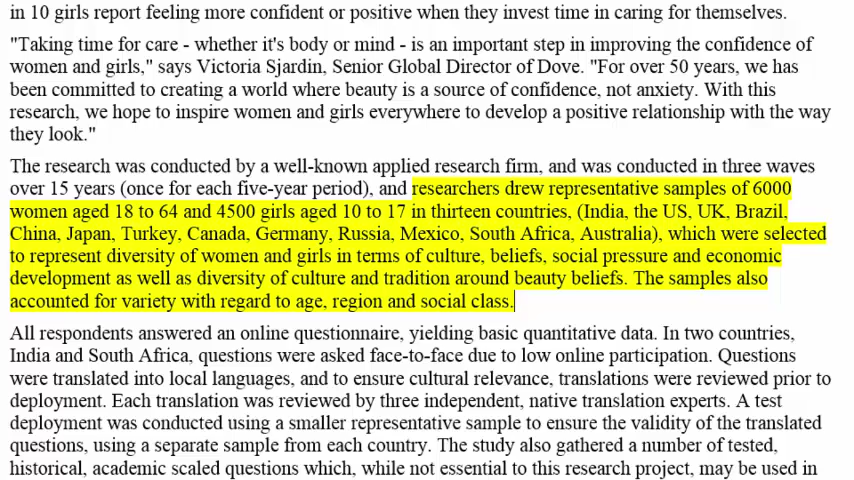 in 10 girls report feeling more confident or positive when they invest time in caring for themselves.
"Taking time for care - whether it's body or mind - is an important step in improving the confidence of
women and girls," says Victoria Sjardin, Senior Global Director of Dove. "For over 50 years, we has
been committed to creating a world where beauty is a source of confidence, not anxiety. With this
research, we hope to inspire women and girls everywhere to develop a positive relationship with the way
they look."
The research was conducted by a well-known applied research firm, and was conducted in three waves
over 15 years (once for each five-year period), and researchers drew representative samples of 6000
women aged 18 to 64 and 4500 girls aged 10 to 17 in thirteen countries, (India, the US, UK, Brazil,
China, Japan, Turkey, Canada, Germany, Russia, Mexico, South Africa, Australia), which were selected
to represent diversity of women and girls in terms of culture, beliefs, social pressure and economic
development as well as diversity of culture and tradition around beauty beliefs. The samples also
accounted for variety with regard to age, region and social class.
All respondents answered an online questionnaire, yielding basic quantitative data. In two countries,
India and South Africa, questions were asked face-to-face due to low online participation. Questions
were translated into local languages, and to ensure cultural relevance, translations were reviewed prior to
deployment. Each translation was reviewed by three independent, native translation experts. A test
deployment was conducted using a smaller representative sample to ensure the validity of the translated
questions, using a separate sample from each country. The study also gathered a number of tested,
historical, academic scaled questions which, while not essential to this research project, may be used in